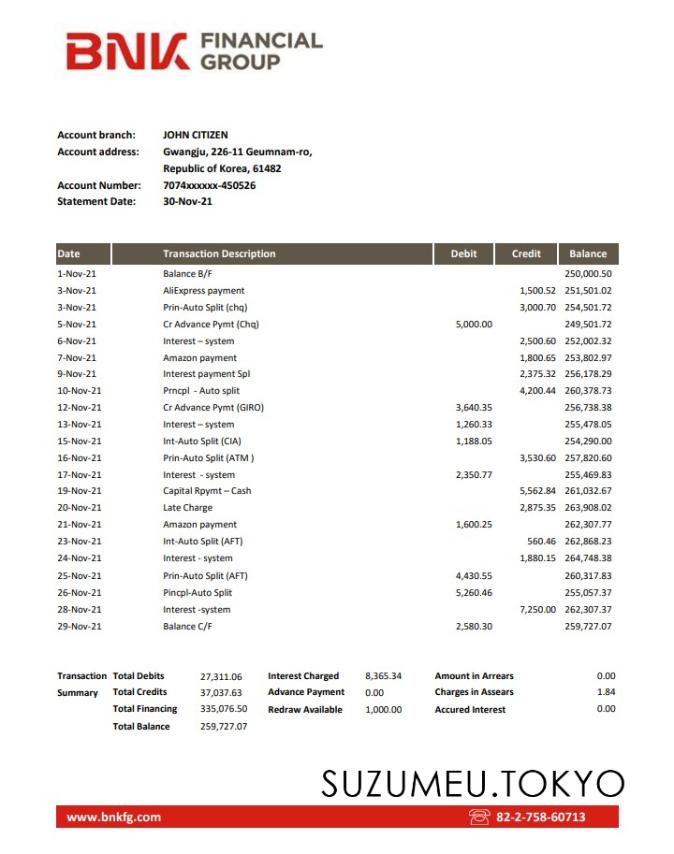 BNK FINANCIAL
GROUP
Account branch: JOHN CITIZEN
Account address: Gwangju, 226-11 Geumnam-ro,
Republic of Korea, 61482
Account Number: 7074xxxxxx-450526
Statement Date: 30-Nov-21
Date Transaction Description Debit Credit Balance
1-Nov-21 Balance B/F 250,000.50
3-Nov-21 AliExpress payment 1,500.52 251,501.02
3-Nov-21 Prin-Auto Split (chq) 3,000.70 254,501.72
5-Nov-21 Cr Advance Pymt (Chq) 5,000.00 249,501.72
6-Nov-21 Interest – system 2,500.60 252,002.32
7-Nov-21 Amazon payment 1,800.65 253,802.97
9-Nov-21 Interest payment Spl 2,375.32 256,178.29
10-Nov-21 Prncpl - Auto split 4,200.44 260,378.73
12-Nov-21 Cr Advance Pymt (GIRO) 3,640.35 256,738.38
13-Nov-21 Interest – system 1,260.33 255,478.05
15-Nov-21 Int-Auto Split (CIA) 1,188.05 254,290.00
16-Nov-21 Prin-Auto Split (ATM ) 3,530.60 257,820.60
17-Nov-21 Interest - system 2,350.77 255,469.83
19-Nov-21 Capital Rpymt – Cash 5,562.84 261,032.67
20-Nov-21 Late Charge 2,875.35 263,908.02
21-Nov-21 Amazon payment 1,600.25 262,307.77
23-Nov-21 Int-Auto Split (AFT) 560.46 262,868.23
24-Nov-21 Interest - system 1,880.15 264,748.38
25-Nov-21 Prin-Auto Split (AFT) 4,430.55 260,317.83
26-Nov-21 Pincpl-Auto Split 5,260.46 255,057.37
28-Nov-21 Interest -system 7,250.00 262,307.37
29-Nov-21 Balance C/F 2,580.30 259,727.07
Transaction Total Debits 27,311.06 Interest Charged 8,365.34 Amount in Arrears 0.00
Summary Total Credits 37,037.63 Advance Payment 0.00 Charges in Assears 1.84
Total Financing 335,076.50 Redraw Available 1,000.00 Accured Interest 0.00
Total Balance 259,727.07
SUZUMEU.TOKYO
www.bnkfg.com 82-2-758-60713